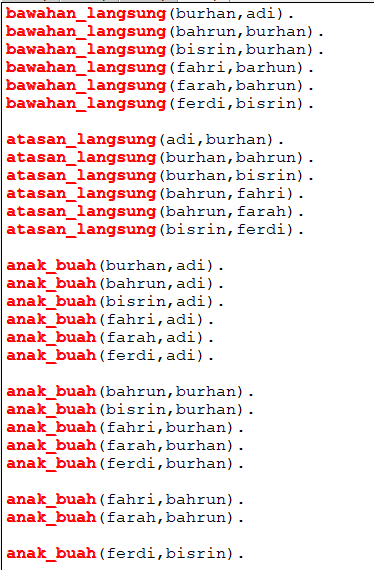 bawahan_langsung(burhan,adi).
bawahan_langsung(bahrun,burhan).
bawahan_langsung(bisrin,burhan).
bawahan_langsung(fahri,barhun).
bawahan_langsung(farah,bahrun).
bawahan_langsung(ferdi,bisrin).
atasan_langsung(adi,burhan).
atasan_langsung(burhan,bahrun).
atasan_langsung(burhan,bisrin).
atasan_langsung(bahrun,fahri).
atasan_langsung(bahrun,farah).
atasan_langsung(bisrin,ferdi).
anak_buah(burhan,adi).
anak_buah(bahrun,adi).
anak_buah(bisrin,adi).
anak_buah(fahri,adi).
anak_buah(farah,adi).
anak_buah(ferdi,adi).
anak_buah(bahrun,burhan).
anak_buah(bisrin,burhan).
anak_buah(fahri,burhan).
anak_buah(farah,burhan).
anak_buah(ferdi,burhan).
anak_buah(fahri,bahrun).
anak_buah(farah,bahrun).
anak_buah(ferdi,bisrin).